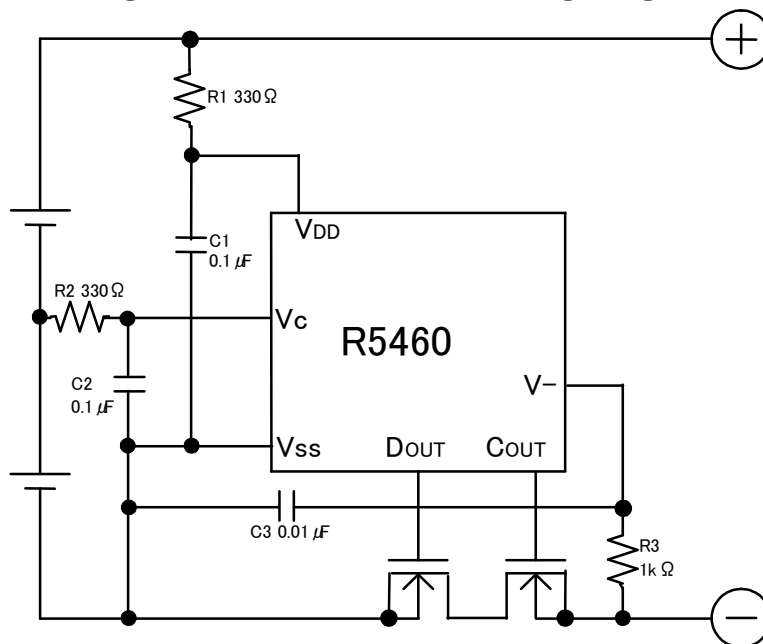 +
R1 330Ω
VDD
C1
0.1 μF
R2 330Ω
Vc
R5460
C2
0.1 μF
V-
Vss
DOUT
COUT
C3 0.01 μF
R3
1k Ω
−